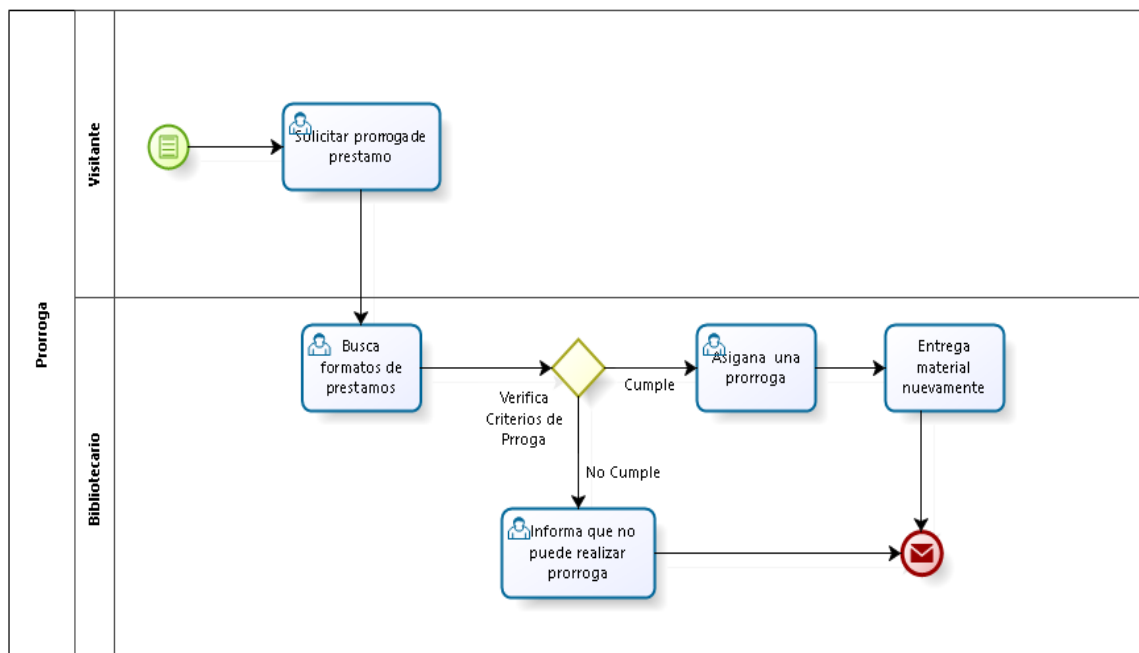 Prorroga
Visitante
Solicitar prorroga de
prestamo
Bibliotecario
Busca
formatos de
prestamos
Verifica
Criterios de
Prroga
Cumple
Asigana una
prorroga
Entrega
material
nuevamente
No Cumple
Informa que no
puede realizar
prorroga